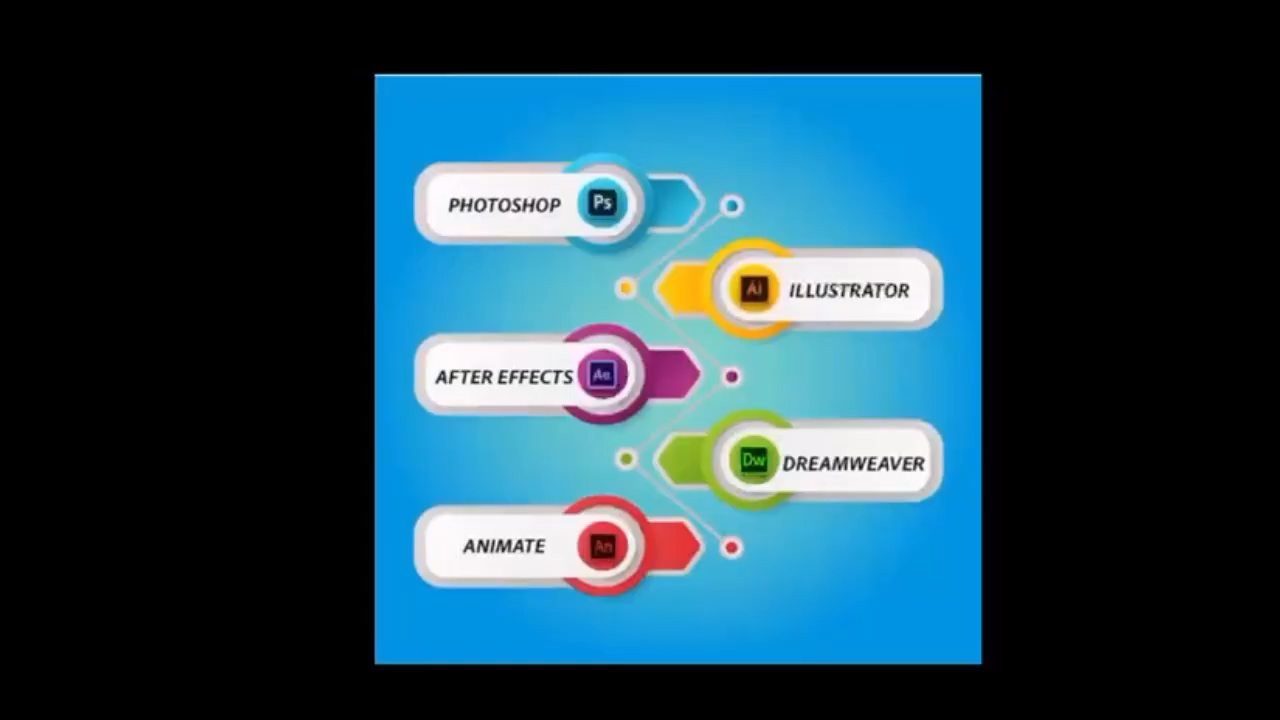 PHOTOSHOP Ps
Ai ILLUSTRATOR
AFTER EFFECTS Ae
Dw DREAMWEAVER
ANIMATE An